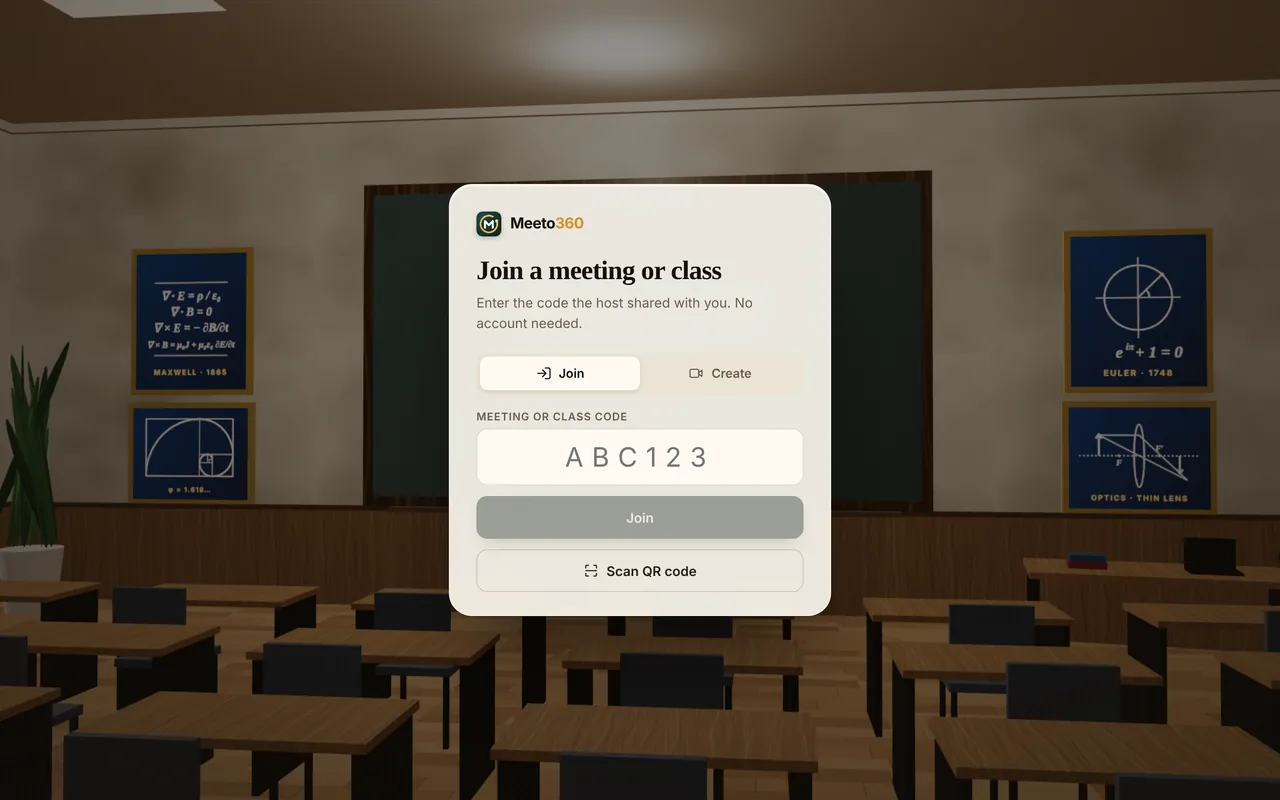 Meeto360
Join a meeting or class
Enter the code the host shared with you. No
account needed.
Join
Create
MEETING OR CLASS CODE
ABC123
Join
Scan QR code
∇· E = ρ / ε₀
∇· B = 0
∇× E = − ∂B/∂t
∇× B = μ₀J + μ₀ε₀ ∂E/∂t
MAXWELL · 1865
φ = 1.618...
e^iπ + 1 = 0
EULER · 1748
F
F
OPTICS · THIN LENS